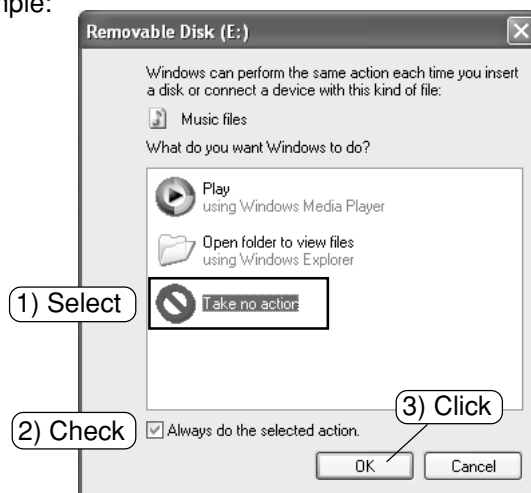 Removable Disk (E:)
Windows can perform the same action each time you insert
a disk or connect a device with this kind of file:
Music files
What do you want Windows to do?
Play
using Windows Media Player
Open folder to view files
using Windows Explorer
1) Select
Take no action
3) Click
2) Check
Always do the selected action.
OK
Cancel